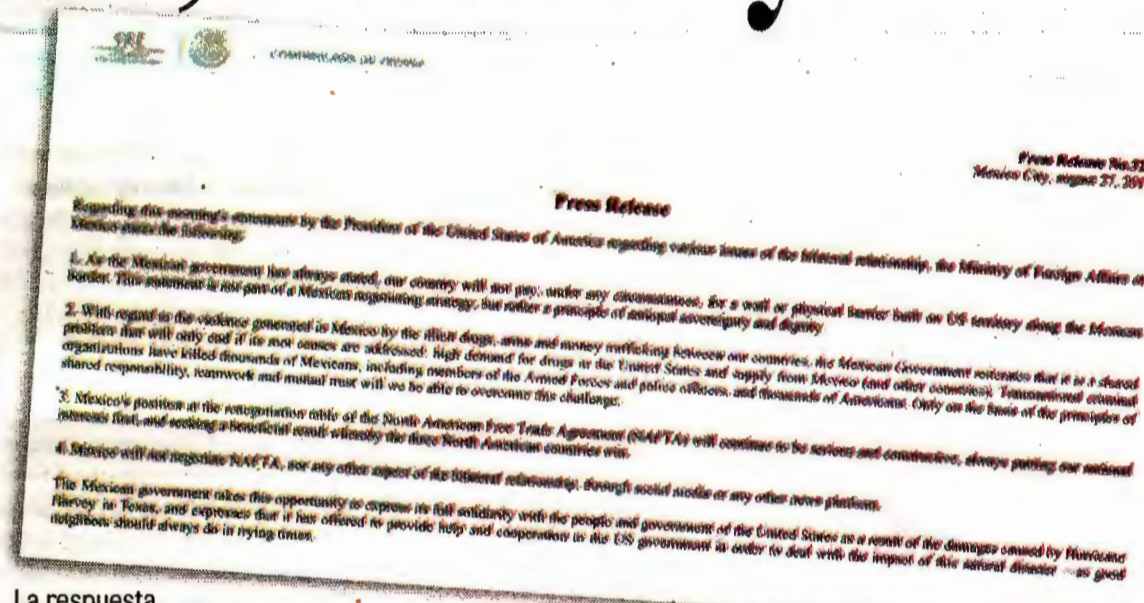 SRE
COMUNICADO DE PRENSA
Press Release No.
Mexico City, august 27, 201
Press Release
Regarding this morning's statements by the President of the United States of America regarding various issues of the bilateral relationship, the Ministry of Foreign Affairs of
Mexico states the following:
1. As the Mexican government has always stated, our country will not pay, under any circumstances, for a wall or physical barrier built on US territory along the Mexican
border. This statement is not part of a Mexican negotiating strategy, but rather a principle of national sovereignty and dignity.
2. With regard to the violence generated in Mexico by the illicit drugs, arms and money trafficking between our countries, the Mexican Government reiterates that it is a shared
problem that will only end if its root causes are addressed: high demand for drugs in the United States and supply from Mexico (and other countries). Transnational criminal
organizations have killed thousands of Mexicans, including members of the Armed Forces and police officers, and thousands of Americans. Only on the basis of the principles of
shared responsibility, teamwork and mutual trust will we be able to overcome this challenge.
3. Mexico's position at the renegotiation table of the North American Free Trade Agreement (NAFTA) will continue to be serious and constructive, always putting our national
interests first, and seeking a beneficial result whereby the three North American countries win.
4. Mexico will not negotiate NAFTA, nor any other aspect of the bilateral relationship, through social media or any other news platform.
The Mexican government takes this opportunity to express its full solidarity with the people and government of the United States as a result of the damages caused by Hurricane
Harvey in Texas, and expresses that it has offered to provide help and cooperation to the US government in order to deal with the impact of this natural disaster – as good
neighbors should always do in trying times.
La respuesta